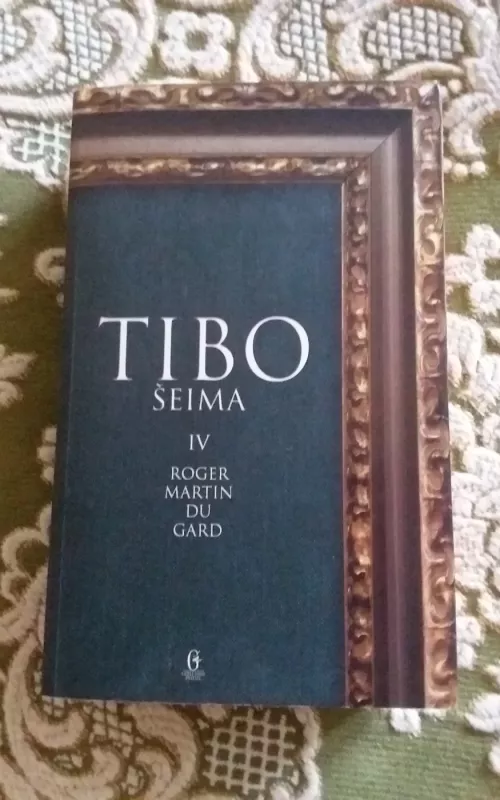 TIBO
ŠEIMA
IV
ROGER
MARTIN
DU
GARD